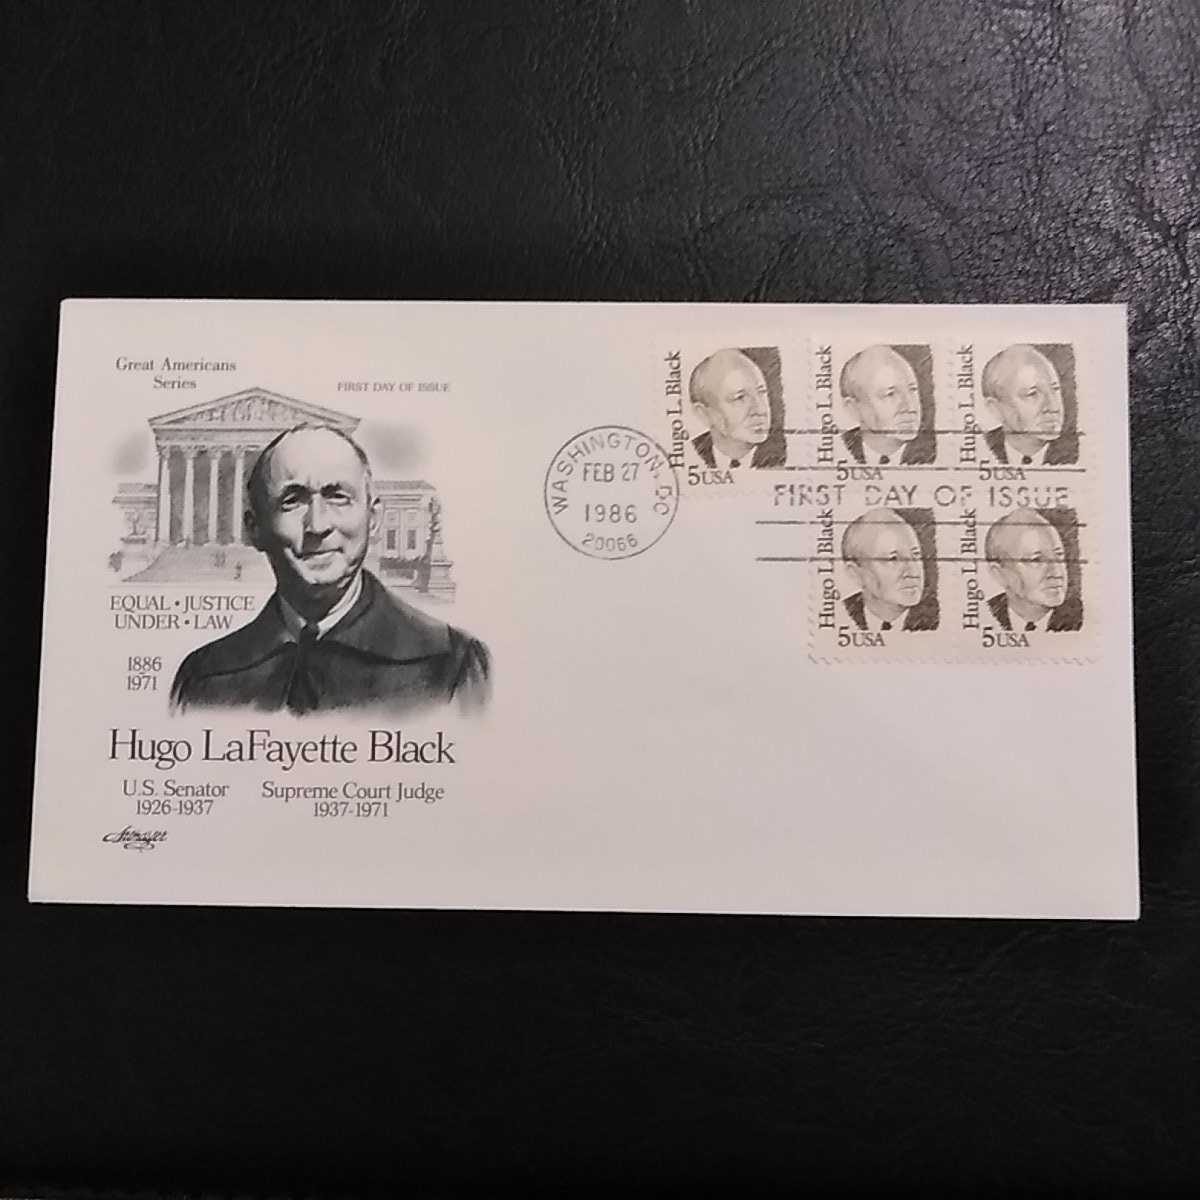 Great Americans
Series
FIRST DAY OF ISSUE
EQUAL • JUSTICE
UNDER • LAW
1886
1971
Hugo LaFayette Black
U.S. Senator
1926-1937
Supreme Court Judge
1937-1971
Artmaster
WASHINGTON, DC
FEB 27
1986
20066
Hugo L. Black
5USA
Hugo L. Black
5USA
Hugo L. Black
5USA
FIRST DAY OF ISSUE
Hugo L. Black
5USA
Hugo L. Black
5USA